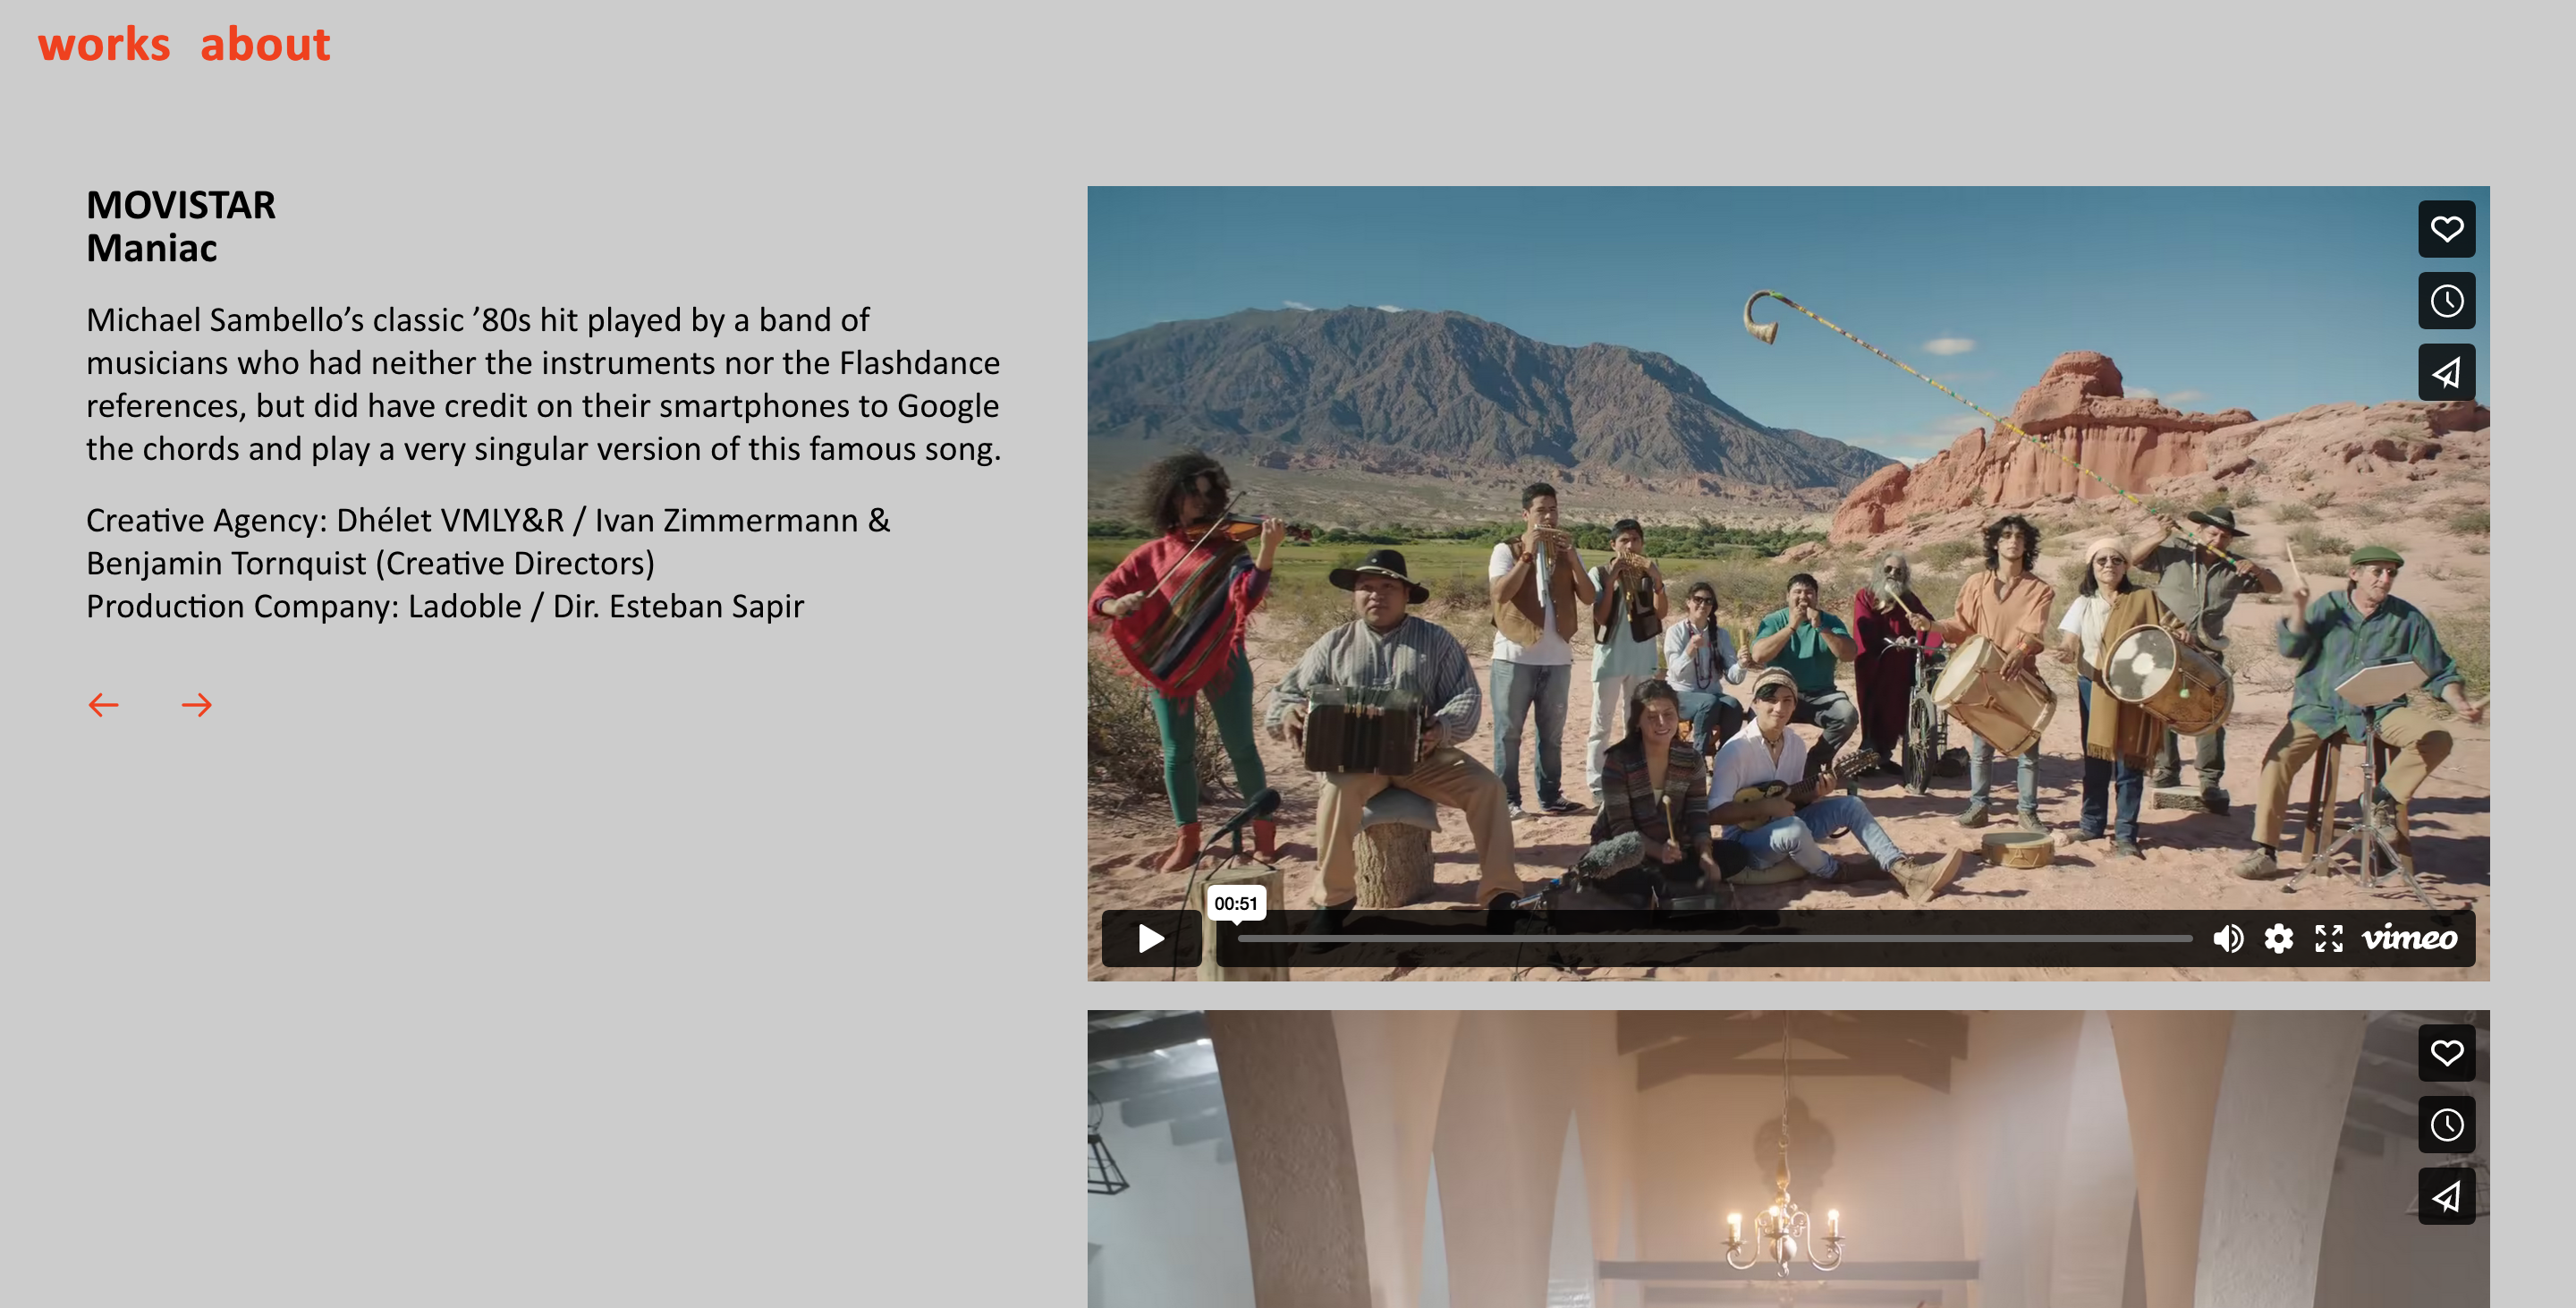 works about
MOVISTAR
Maniac
Michael Sambello’s classic ’80s hit played by a band of
musicians who had neither the instruments nor the Flashdance
references, but did have credit on their smartphones to Google
the chords and play a very singular version of this famous song.
Creative Agency: Dhélet VMLY&R / Ivan Zimmermann &
Benjamin Tornquist (Creative Directors)
Production Company: Ladoble / Dir. Esteban Sapir
00:51
vimeo